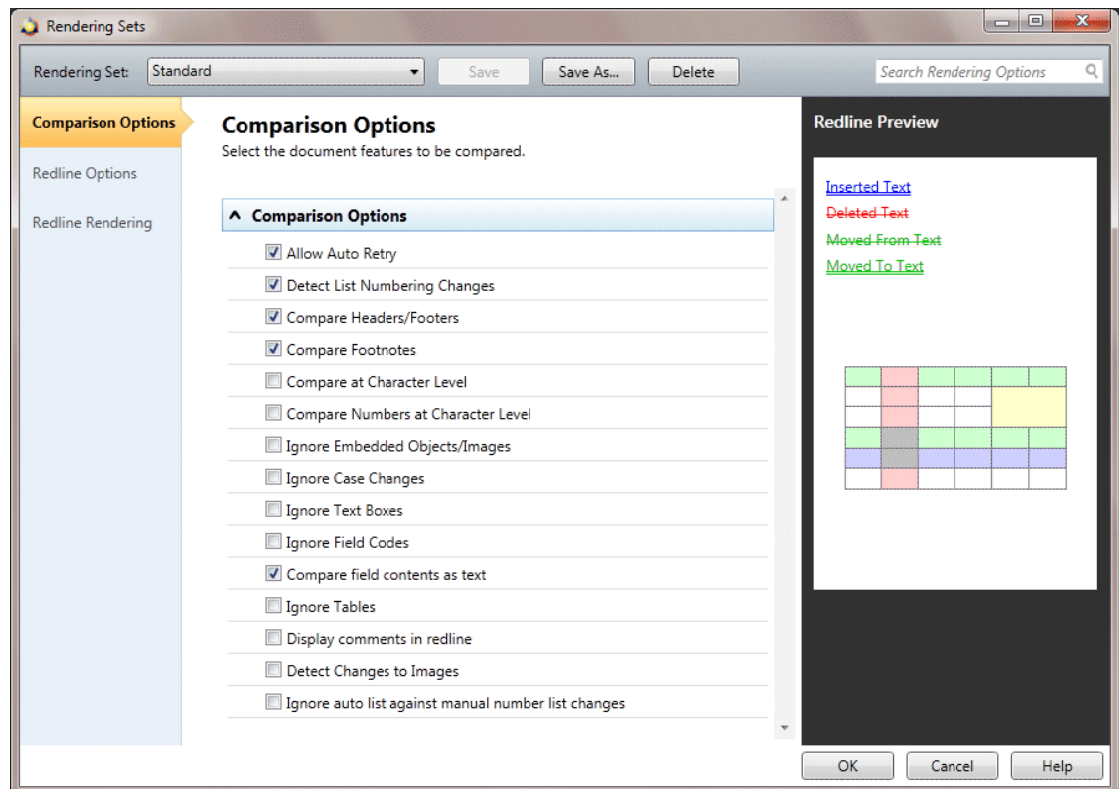 Rendering Sets
Rendering Set: Standard Save Save As... Delete Search Rendering Options
Comparison Options
Redline Options
Redline Rendering
Comparison Options
Select the document features to be compared.
Comparison Options
Allow Auto Retry
Detect List Numbering Changes
Compare Headers/Footers
Compare Footnotes
Compare at Character Level
Compare Numbers at Character Level
Ignore Embedded Objects/Images
Ignore Case Changes
Ignore Text Boxes
Ignore Field Codes
Compare field contents as text
Ignore Tables
Display comments in redline
Detect Changes to Images
Ignore auto list against manual number list changes
Redline Preview
Inserted Text
Deleted Text
Moved From Text
Moved To Text
OK Cancel Help